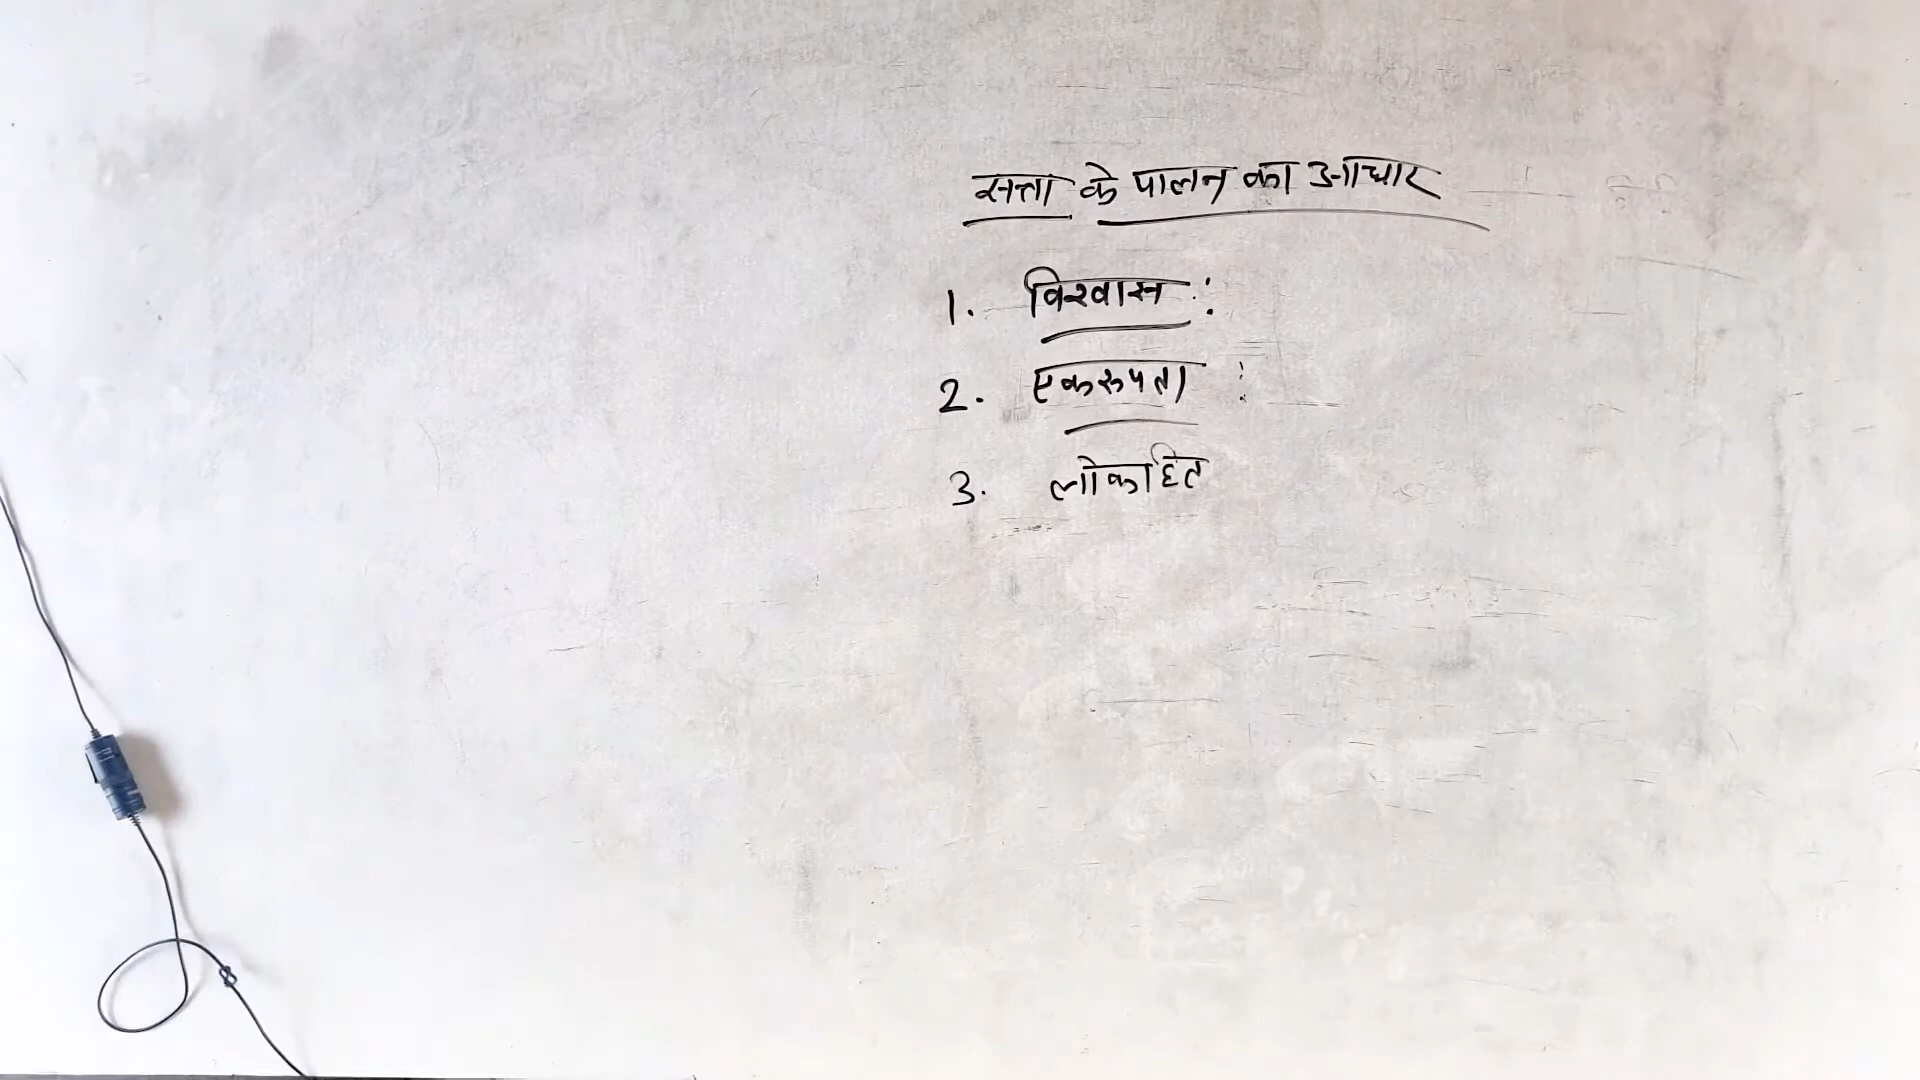 सत्ता के पालन का आधार
1. विश्वास :
2. एकरूपता :
3. लोकहित